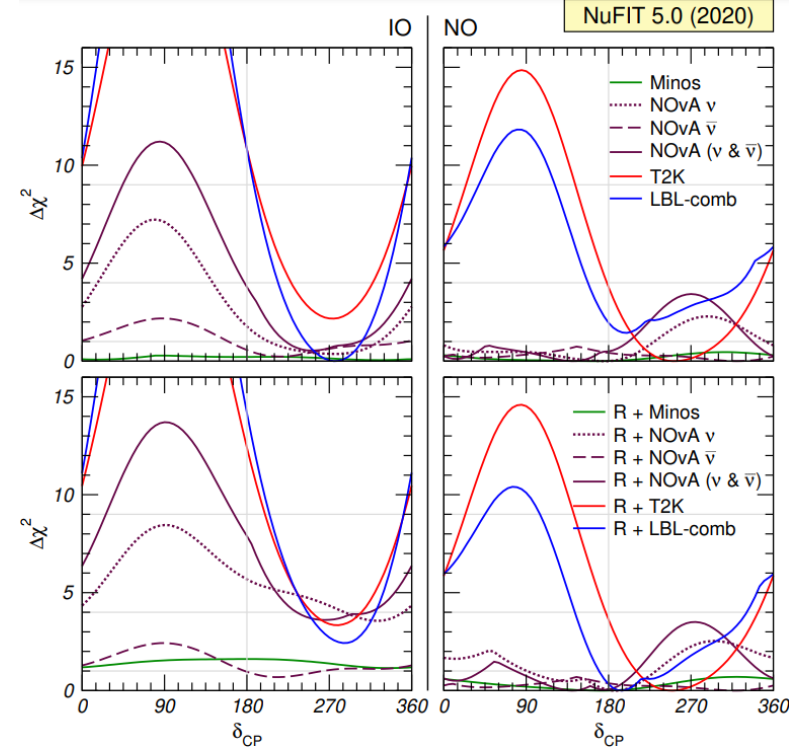 NuFIT 5.0 (2020)
IO
NO
15
10
5
0
Δχ²
Minos
NOvA ν
NOvA ν̄
NOvA (ν & ν̄)
T2K
LBL-comb
15
10
5
0
Δχ²
R + Minos
R + NOvA ν
R + NOvA ν̄
R + NOvA (ν & ν̄)
R + T2K
R + LBL-comb
0 90 180 270 360
0 90 180 270 360
δCP
δCP